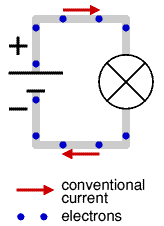 +
−
conventional
current
electrons